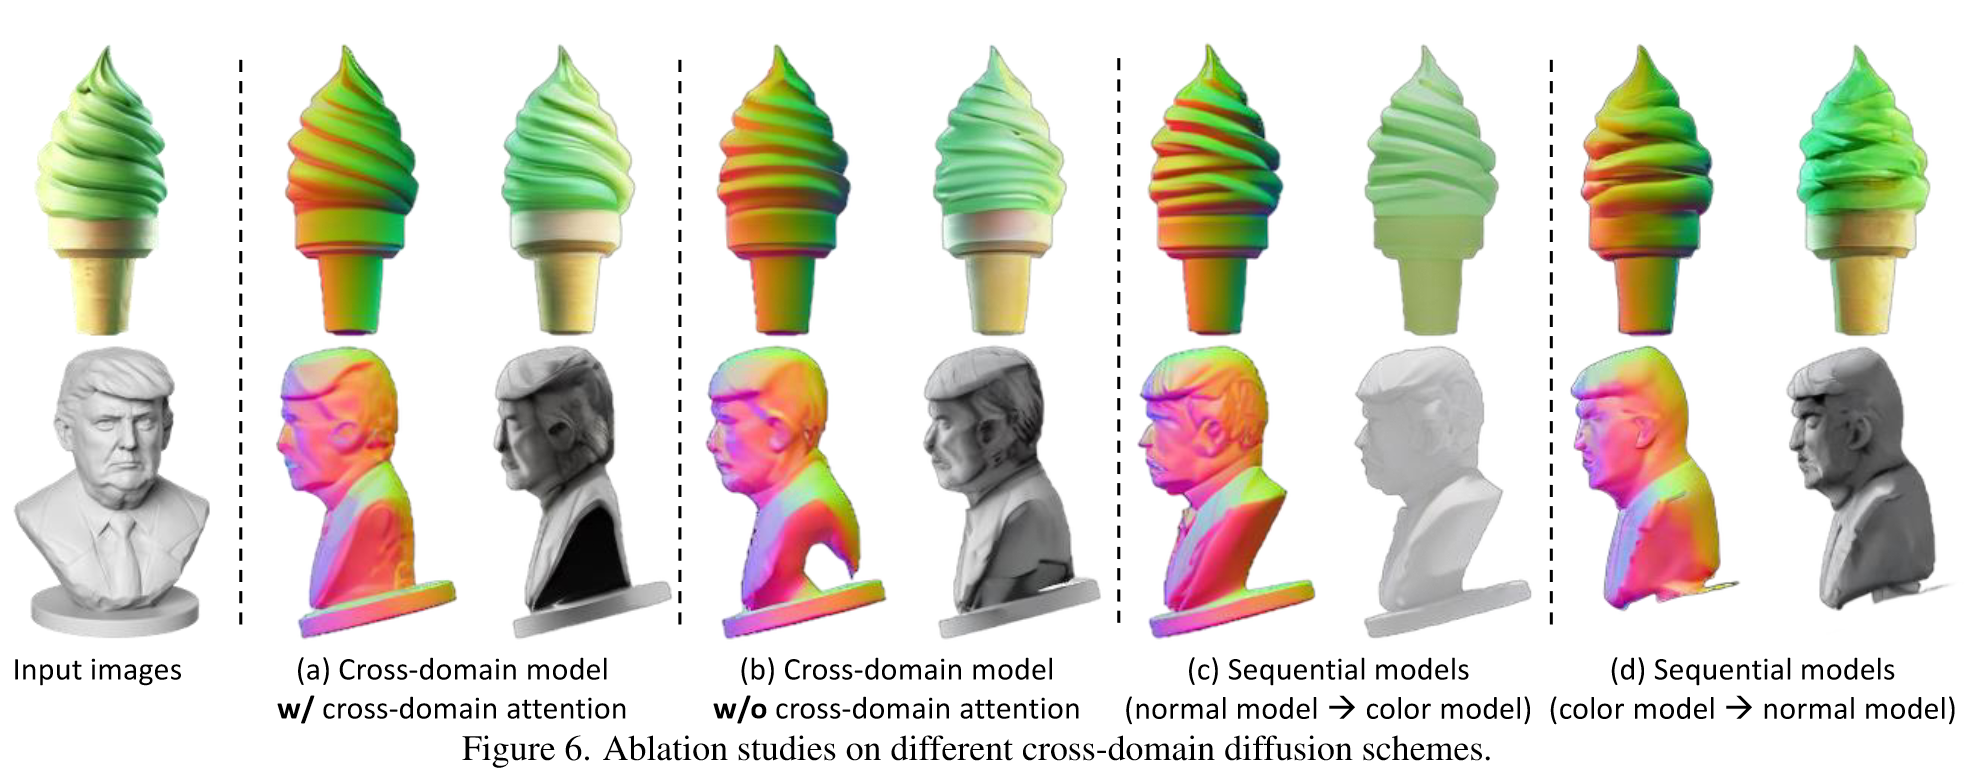 Input images
(a) Cross-domain model
w/ cross-domain attention
(b) Cross-domain model
w/o cross-domain attention
(c) Sequential models
(normal model → color model)
(d) Sequential models
(color model → normal model)
Figure 6. Ablation studies on different cross-domain diffusion schemes.